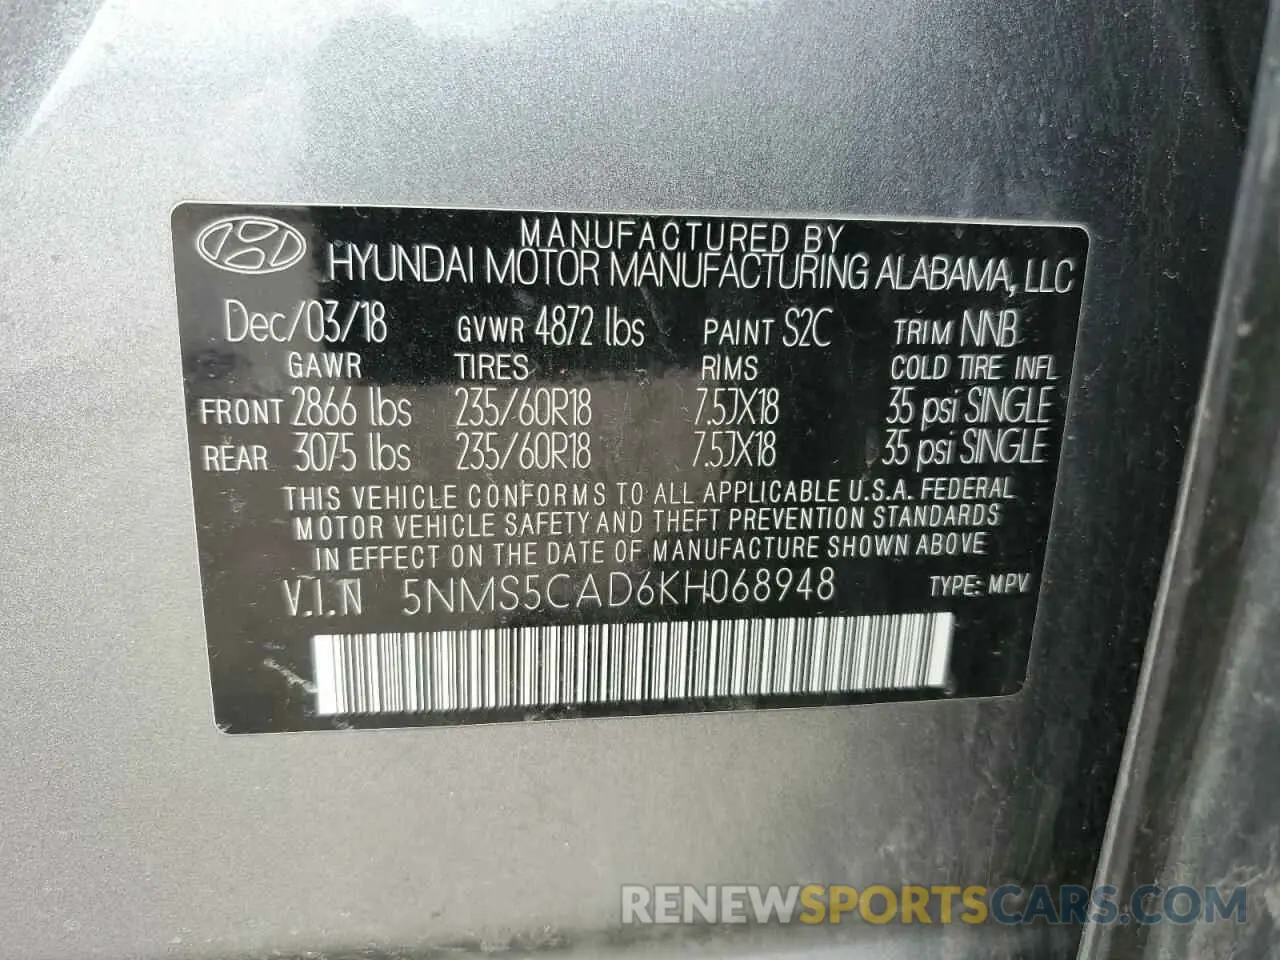 MANUFACTURED BY
HYUNDAI MOTOR MANUFACTURING ALABAMA, LLC
Dec/03/18 GVWR 4872 lbs PAINT S2C TRIM NNB
GAWR TIRES RIMS COLD TIRE INFL
FRONT 2866 lbs 235/60R18 7.5JX18 35 psi SINGLE
REAR 3075 lbs 235/60R18 7.5JX18 35 psi SINGLE
THIS VEHICLE CONFORMS TO ALL APPLICABLE U.S.A. FEDERAL
MOTOR VEHICLE SAFETY AND THEFT PREVENTION STANDARDS
IN EFFECT ON THE DATE OF MANUFACTURE SHOWN ABOVE
V.I.N 5NMS5CAD6KH068948 TYPE: MPV
RENEWSPORTSCARS.COM